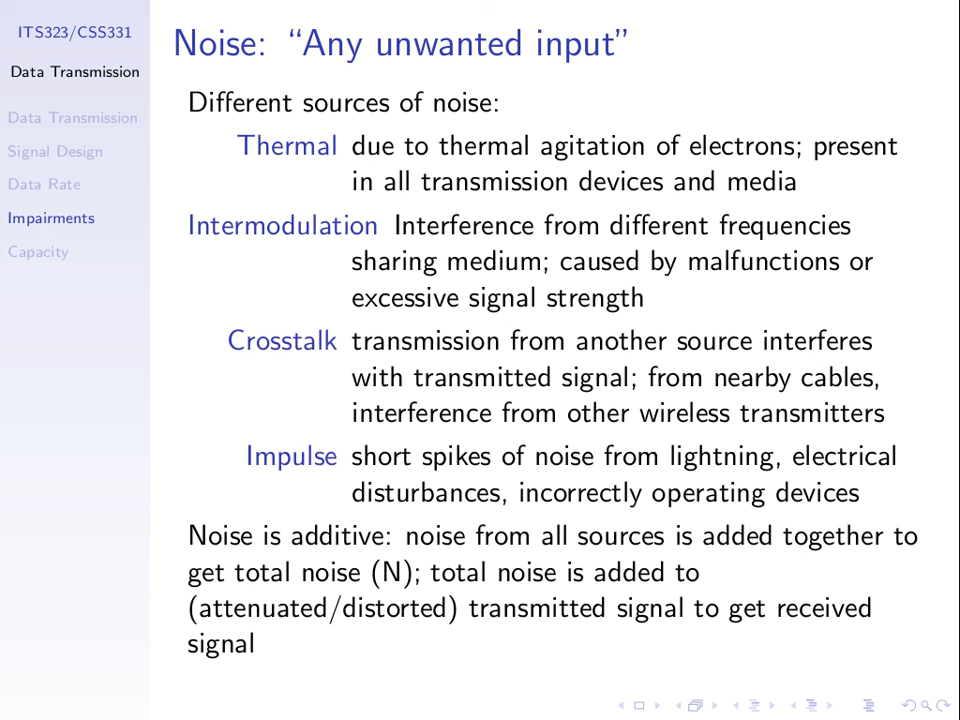 ITS323/CSS331
Data Transmission
Data Transmission
Signal Design
Data Rate
Impairments
Capacity
Noise: “Any unwanted input”
Different sources of noise:
Thermal due to thermal agitation of electrons; present
in all transmission devices and media
Intermodulation Interference from different frequencies
sharing medium; caused by malfunctions or
excessive signal strength
Crosstalk transmission from another source interferes
with transmitted signal; from nearby cables,
interference from other wireless transmitters
Impulse short spikes of noise from lightning, electrical
disturbances, incorrectly operating devices
Noise is additive: noise from all sources is added together to
get total noise (N); total noise is added to
(attenuated/distorted) transmitted signal to get received
signal